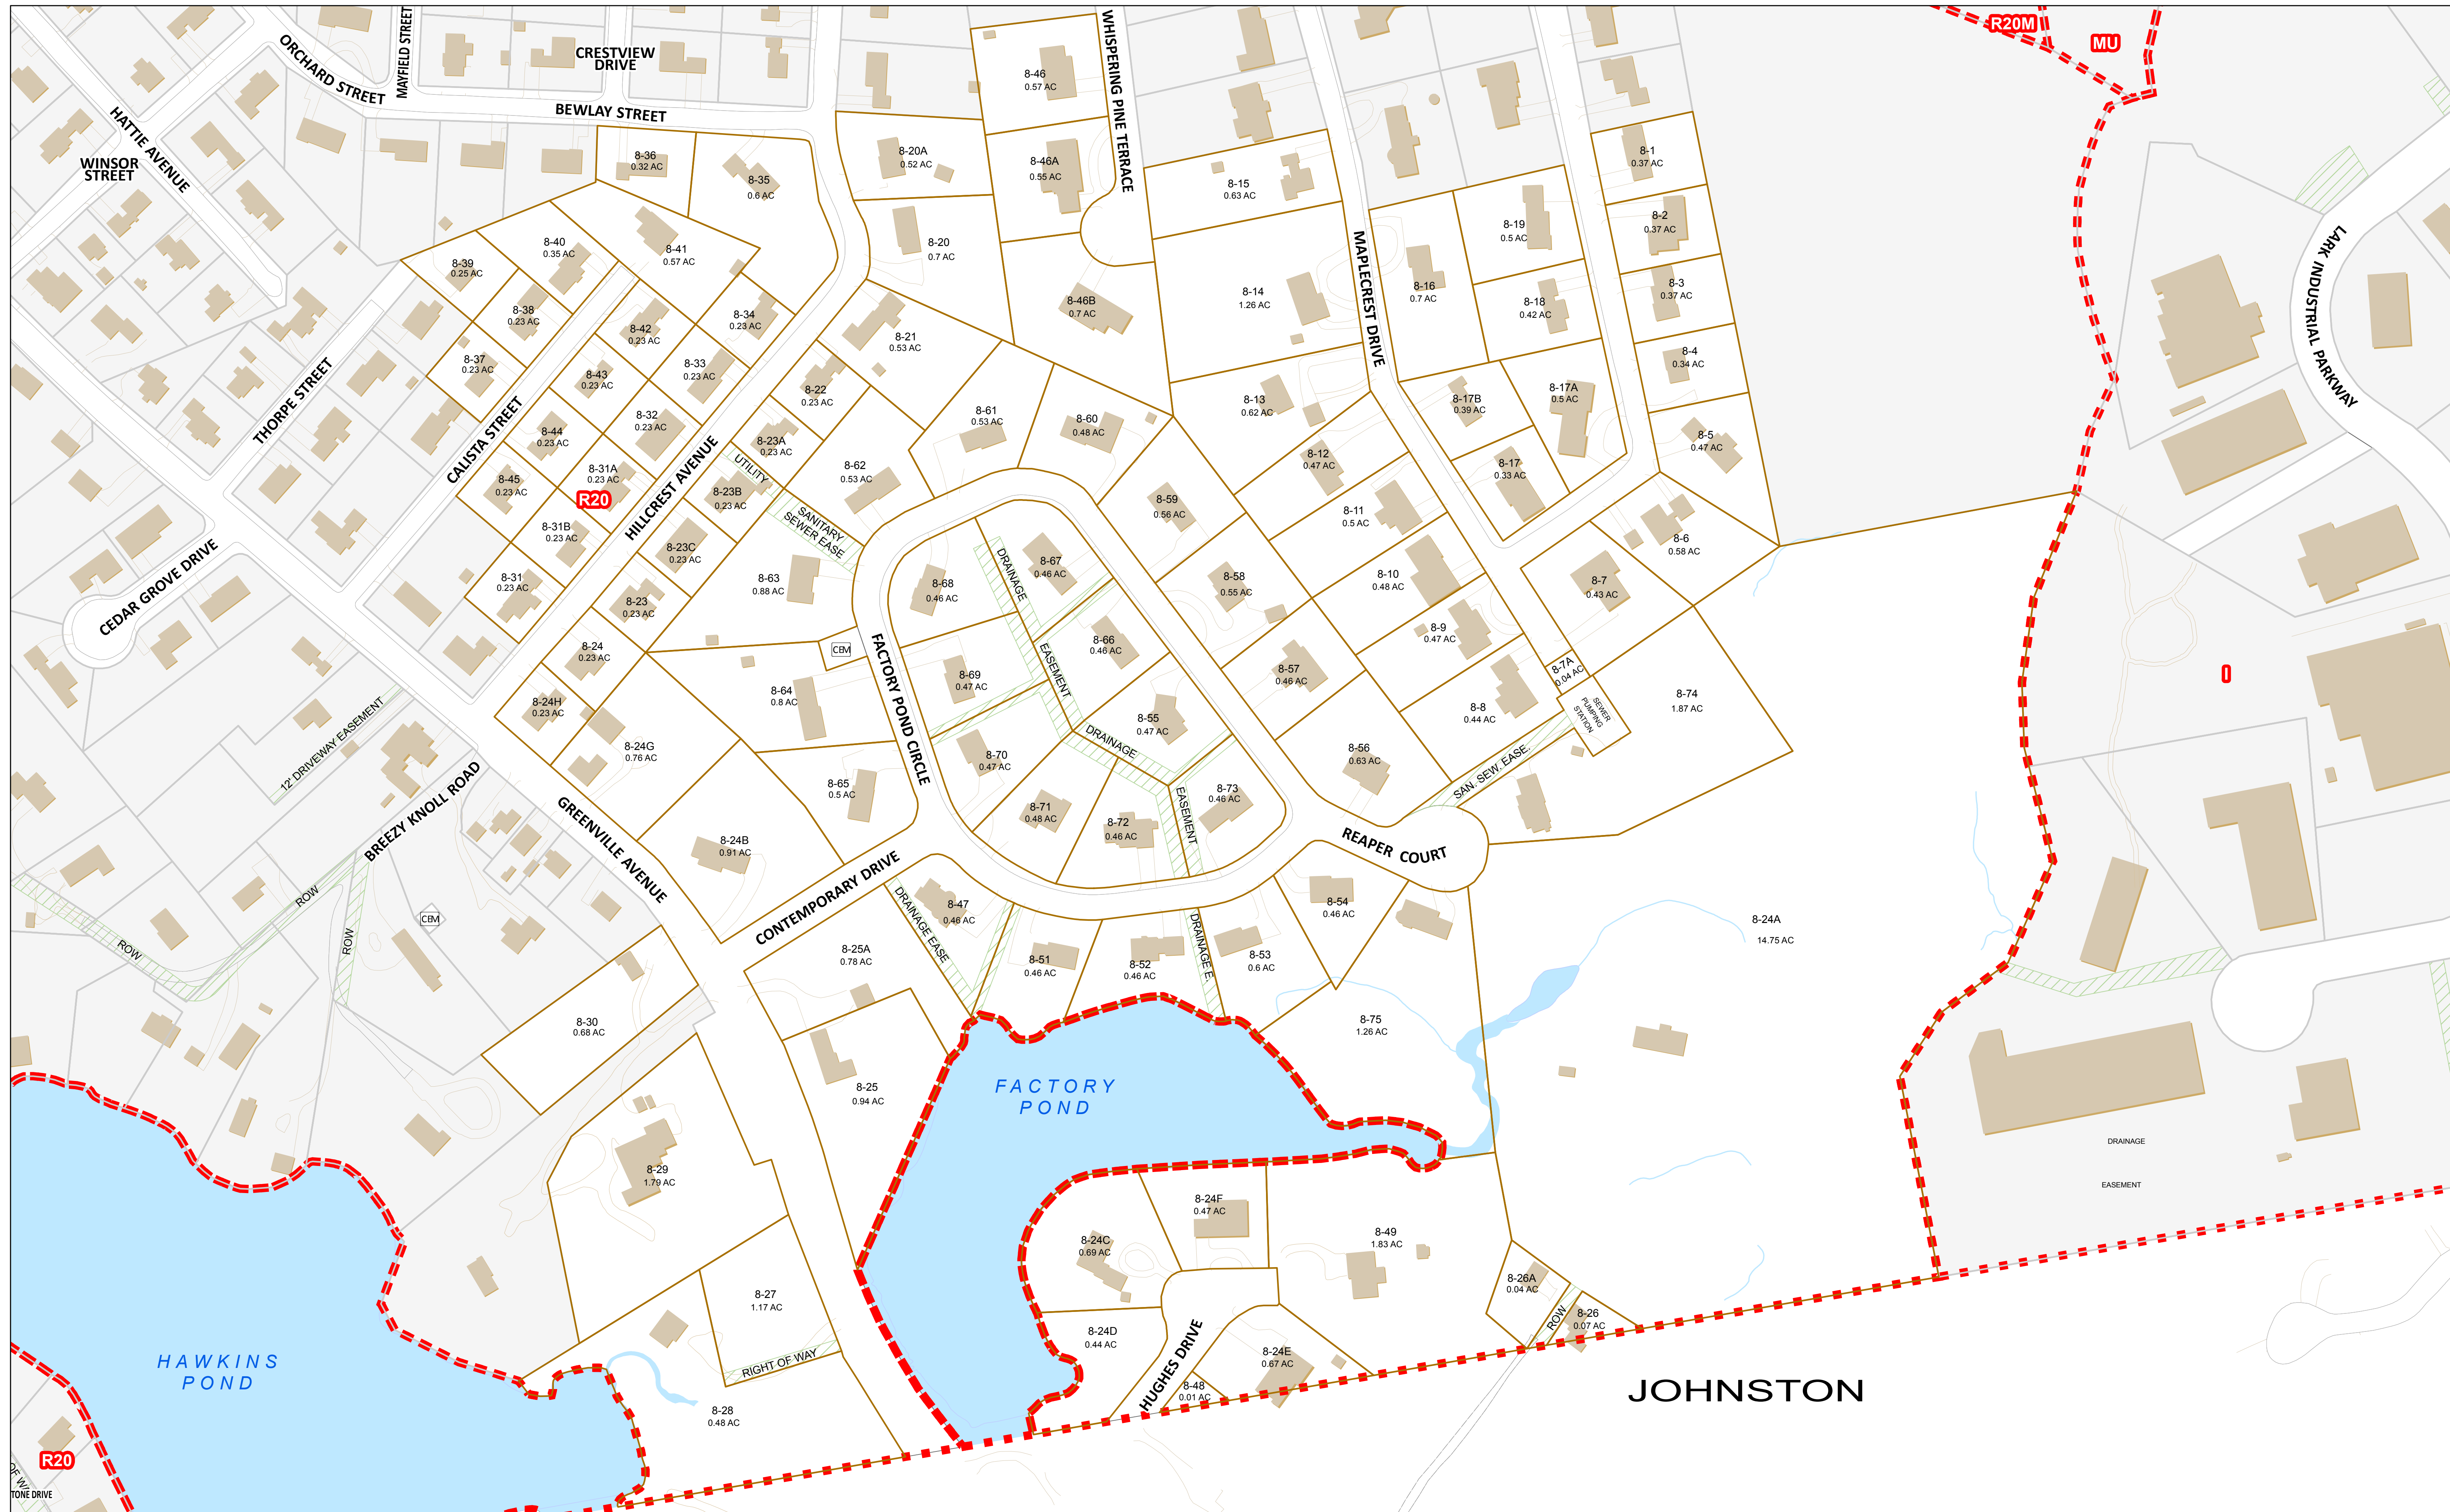 R20M
MU
ORCHARD STREET
MAYFIELD STREET
CRESTVIEW
DRIVE
BEWLAY STREET
WHISPERING PINE TERRACE
HATTIE AVENUE
WINSOR
STREET
8-46
0.57 AC
8-36
0.32 AC
8-35
0.6 AC
8-20A
0.52 AC
8-46A
0.55 AC
8-15
0.63 AC
8-1
0.37 AC
8-19
0.5 AC
8-2
0.37 AC
LARK INDUSTRIAL PARKWAY
8-39
0.25 AC
8-40
0.35 AC
8-41
0.57 AC
8-20
0.7 AC
MAPLECREST DRIVE
8-16
0.7 AC
8-18
0.42 AC
8-3
0.37 AC
8-38
0.23 AC
8-42
0.23 AC
8-34
0.23 AC
8-21
0.53 AC
8-46B
0.7 AC
8-14
1.26 AC
8-4
0.34 AC
8-37
0.23 AC
8-43
0.23 AC
8-33
0.23 AC
8-22
0.23 AC
8-61
0.53 AC
8-60
0.48 AC
8-13
0.62 AC
8-17B
0.39 AC
8-17A
0.5 AC
THORPE STREET
CALISTA STREET
8-44
0.23 AC
8-32
0.23 AC
8-23A
0.23 AC
8-5
0.47 AC
8-45
0.23 AC
8-31A
0.23 AC
R20
HILLCREST AVENUE
UTILITY
8-62
0.53 AC
8-12
0.47 AC
8-17
0.33 AC
8-31B
0.23 AC
8-23B
0.23 AC
SANITARY
SEWER EASE
8-59
0.56 AC
8-11
0.5 AC
8-6
0.58 AC
CEDAR GROVE DRIVE
8-31
0.23 AC
8-23C
0.23 AC
8-63
0.88 AC
8-68
0.46 AC
DRAINAGE
8-67
0.46 AC
8-58
0.55 AC
8-10
0.48 AC
8-7
0.43 AC
8-23
0.23 AC
CEM
FACTORY POND CIRCLE
8-66
0.46 AC
8-9
0.47 AC
8-24
0.23 AC
8-69
0.47 AC
EASEMENT
8-57
0.46 AC
8-7A
0.04 AC
8-74
1.87 AC
I
8-24H
0.23 AC
8-64
0.8 AC
8-55
0.47 AC
8-8
0.44 AC
SEWER
PUMPING
STATION
12' DRIVEWAY EASEMENT
8-24G
0.76 AC
8-70
0.47 AC
DRAINAGE
8-56
0.63 AC
SAN. SEW. EASE.
BREEZY KNOLL ROAD
GREENVILLE AVENUE
8-65
0.5 AC
8-71
0.48 AC
8-72
0.46 AC
EASEMENT
8-73
0.46 AC
REAPER COURT
8-24B
0.91 AC
CONTEMPORARY DRIVE
ROW
ROW
ROW
CEM
8-47
0.46 AC
DRAINAGE EASE
8-54
0.46 AC
8-24A
14.75 AC
8-25A
0.78 AC
8-51
0.46 AC
8-52
0.46 AC
DRAINAGE E.
8-53
0.6 AC
8-30
0.68 AC
8-75
1.26 AC
8-25
0.94 AC
FACTORY
POND
DRAINAGE
EASEMENT
8-29
1.79 AC
8-24F
0.47 AC
8-24C
0.69 AC
8-49
1.83 AC
8-27
1.17 AC
8-26A
0.04 AC
ROW
8-26
0.07 AC
HAWKINS
POND
RIGHT OF WAY
8-24D
0.44 AC
HUGHES DRIVE
8-24E
0.67 AC
8-48
0.01 AC
JOHNSTON
8-28
0.48 AC
R20
TONE DRIVE